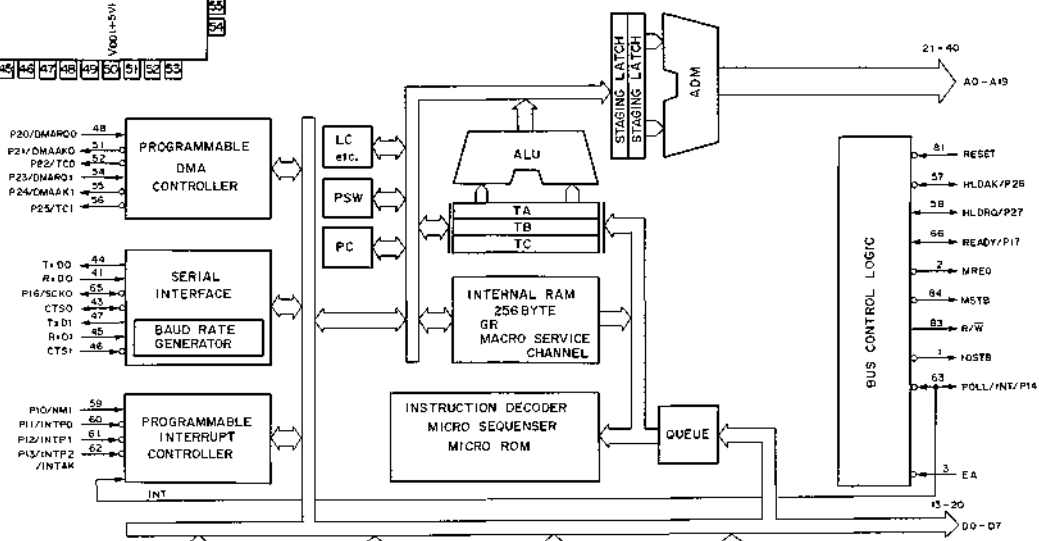 55
54
VDD(+5V)
45 46 47 48 49 50 51 52 53
PROGRAMMABLE
DMA
CONTROLLER
P20/DMARQ0 48
P21/DMAAK0 51
P22/TC0 52
P23/DMARQ1 54
P24/DMAAK1 55
P25/TC1 56
SERIAL
INTERFACE
BAUD RATE
GENERATOR
TxD0 44
RxD0 41
P16/SCK0 65
CTS0 43
TxD1 47
RxD1 45
CTS1 46
PROGRAMMABLE
INTERRUPT
CONTROLLER
P10/NMI 59
P11/INTP0 60
P12/INTP1 61
P13/INTP2 62
/INTAK
INT
LC
etc.
PSW
PC
ALU
TA
TB
TC
INTERNAL RAM
256 BYTE
GR
MACRO SERVICE
CHANNEL
INSTRUCTION DECODER
MICRO SEQUENSER
MICRO ROM
QUEUE
STAGING LATCH
STAGING LATCH
ADM
21-40
A0-A19
BUS CONTROL LOGIC
81 RESET
57 HLDAK/P26
58 HLDRQ/P27
66 READY/P17
2 MREQ
84 MSTB
83 R/W
1 IOSTB
63 POLL/INT/P14
3 EA
13-20
D0-D7